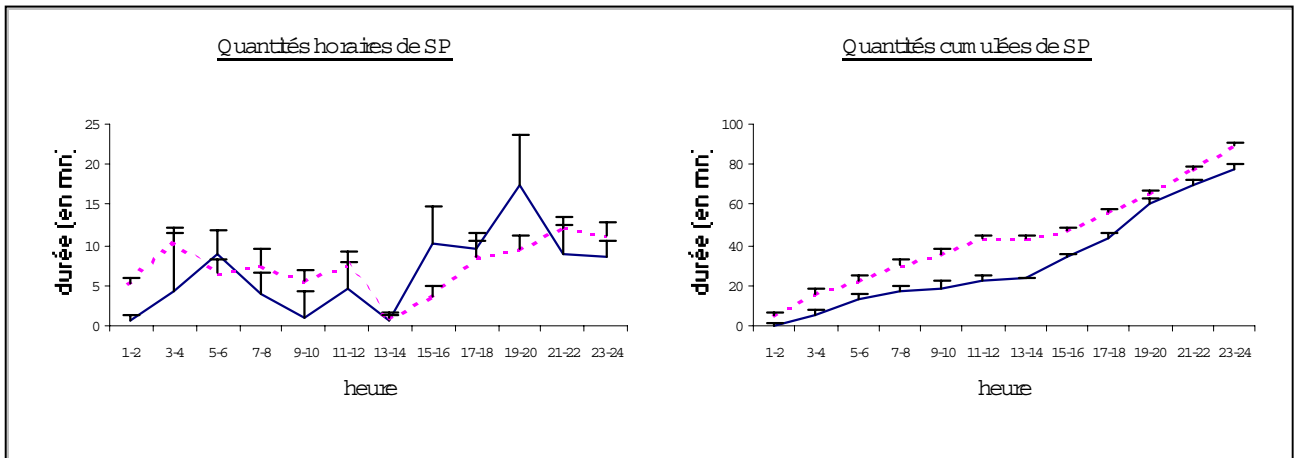 Quantités horaires de SP
durée (en mn)
25
20
15
10
5
0
1-2 3-4 5-6 7-8 9-10 11-12 13-14 15-16 17-18 19-20 21-22 23-24
heure
Quantités cumulées de SP
durée (en mn)
100
80
60
40
20
0
1-2 3-4 5-6 7-8 9-10 11-12 13-14 15-16 17-18 19-20 21-22 23-24
heure